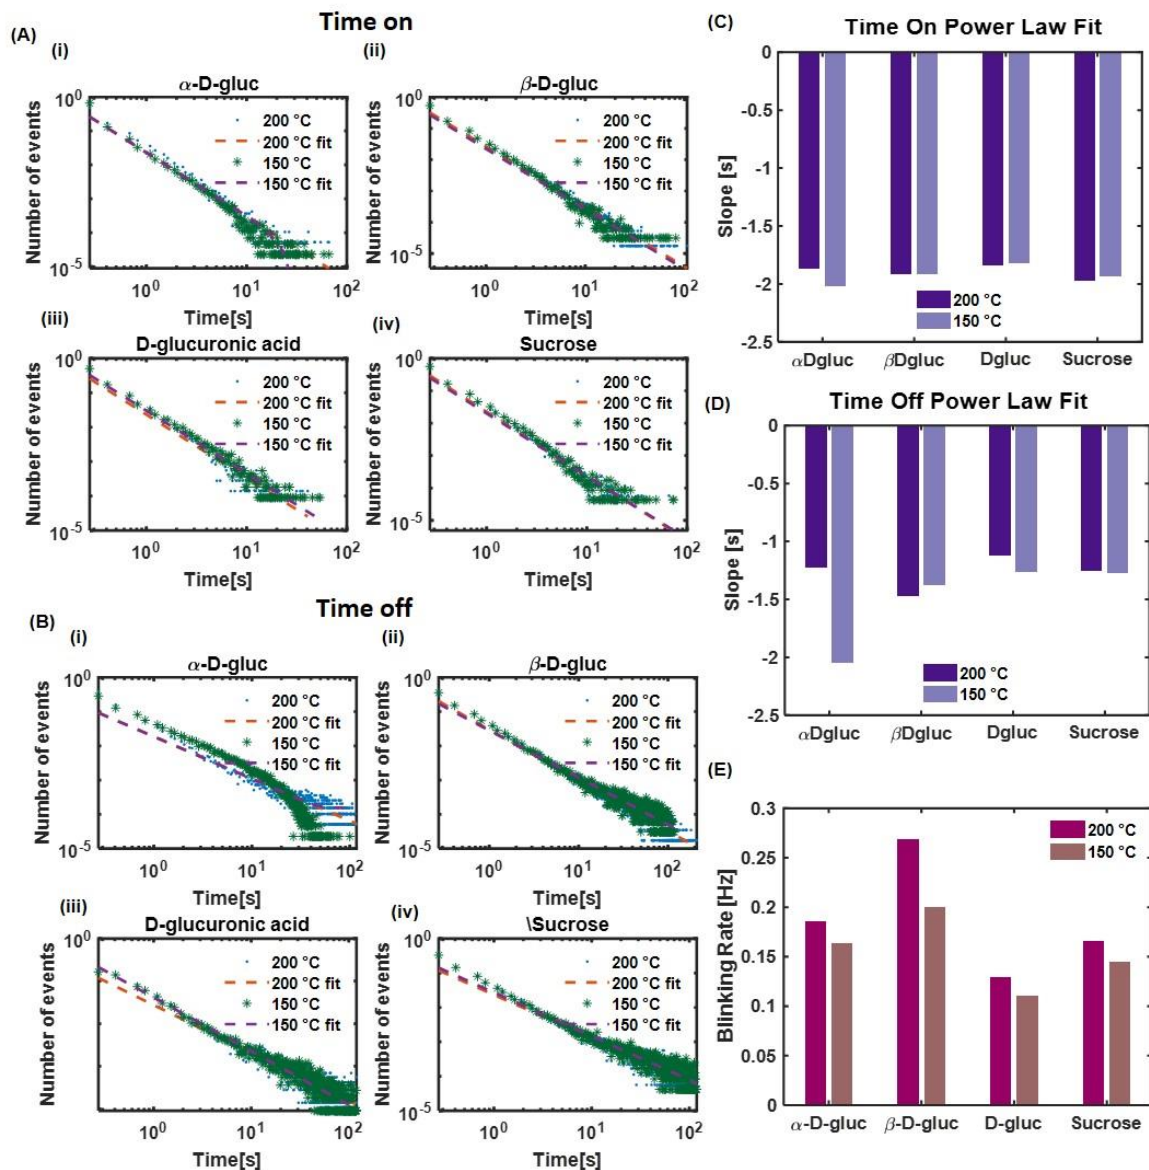 Time on
(A)
(i)
α-D-gluc
Number of events
10^0
10^-5
10^0 10^1 10^2
Time[s]
200 °C
200 °C fit
150 °C
150 °C fit
(ii)
β-D-gluc
Number of events
10^0
10^-5
10^0 10^1 10^2
Time[s]
200 °C
200 °C fit
150 °C
150 °C fit
(iii)
D-glucuronic acid
Number of events
10^0
10^-5
10^0 10^1 10^2
Time[s]
200 °C
200 °C fit
150 °C
150 °C fit
(iv)
Sucrose
Number of events
10^0
10^-5
10^0 10^1 10^2
Time[s]
200 °C
200 °C fit
150 °C
150 °C fit
Time off
(B)
(i)
α-D-gluc
Number of events
10^0
10^-5
10^0 10^1 10^2
Time[s]
200 °C
200 °C fit
150 °C
150 °C fit
(ii)
β-D-gluc
Number of events
10^0
10^-5
10^0 10^1 10^2
Time[s]
200 °C
200 °C fit
150 °C
150 °C fit
(iii)
D-glucuronic acid
Number of events
10^0
10^-5
10^0 10^1 10^2
Time[s]
200 °C
200 °C fit
150 °C
150 °C fit
(iv)
\Sucrose
Number of events
10^0
10^-5
10^0 10^1 10^2
Time[s]
200 °C
200 °C fit
150 °C
150 °C fit
(C)
Time On Power Law Fit
Slope [s]
0
-0.5
-1
-1.5
-2
-2.5
200 °C
150 °C
αDgluc βDgluc Dgluc Sucrose
(D)
Time Off Power Law Fit
Slope [s]
0
-0.5
-1
-1.5
-2
-2.5
200 °C
150 °C
αDgluc βDgluc Dgluc Sucrose
(E)
Blinking Rate [Hz]
0.3
0.25
0.2
0.15
0.1
0.05
0
200 °C
150 °C
α-D-gluc β-D-gluc D-gluc Sucrose